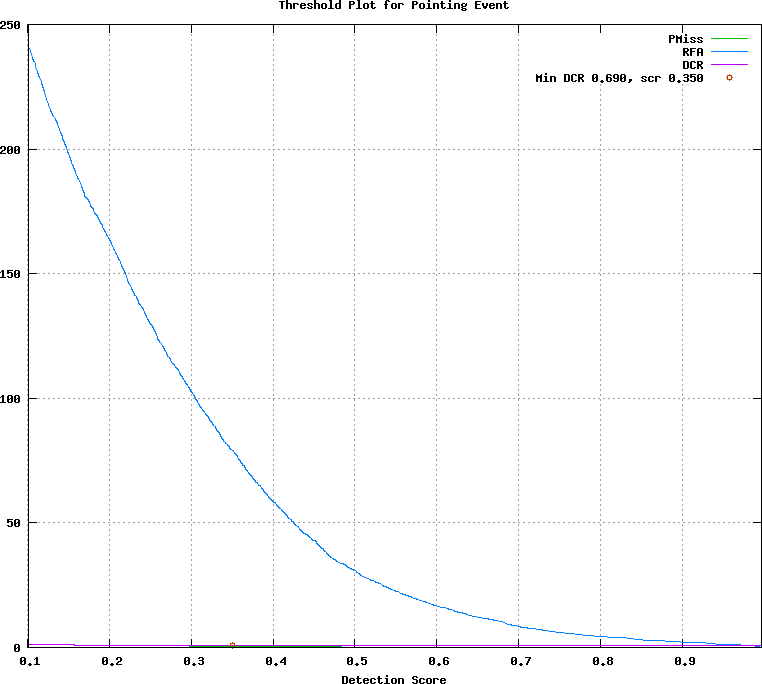 Threshold Plot for Pointing Event
250
PMiss
RFA
DCR
Min DCR 0.690, scr 0.350
200
150
100
50
0
0.1 0.2 0.3 0.4 0.5 0.6 0.7 0.8 0.9
Detection Score